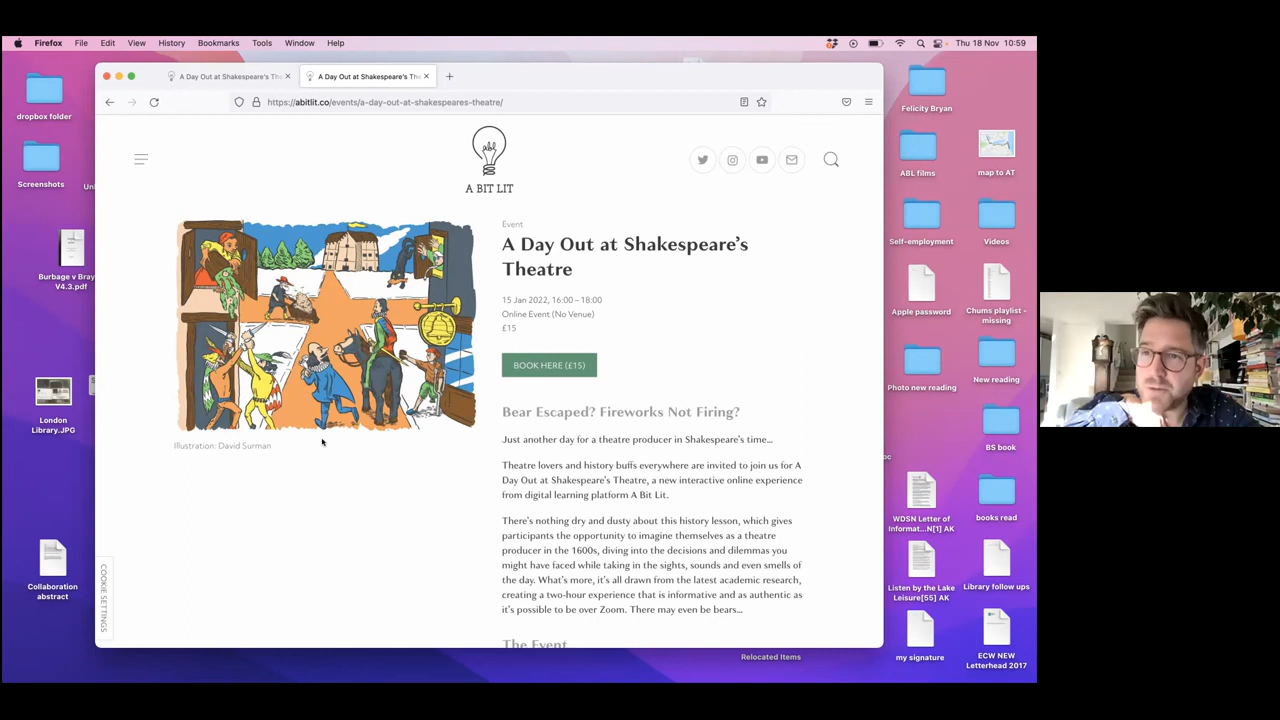 Firefox File Edit View History Bookmarks Tools Window Help
Thu 18 Nov 10:59
A Day Out at Shakespeare's Th
A Day Out at Shakespeare's The
https://abitlit.co/events/a-day-out-at-shakespeares-theatre/
dropbox folder
Screenshots
Burbage v Bray
V4.3.pdf
London
Library.JPG
Collaboration
abstract
A BIT LIT
Event
A Day Out at Shakespeare's
Theatre
15 Jan 2022, 16:00 – 18:00
Online Event (No Venue)
£15
BOOK HERE (£15)
Illustration: David Surman
Bear Escaped? Fireworks Not Firing?
Just another day for a theatre producer in Shakespeare's time...
Theatre lovers and history buffs everywhere are invited to join us for A
Day Out at Shakespeare's Theatre, a new interactive online experience
from digital learning platform A Bit Lit.
There's nothing dry and dusty about this history lesson, which gives
participants the opportunity to imagine themselves as a theatre
producer in the 1600s, diving into the decisions and dilemmas you
might have faced while taking in the sights, sounds and even smells of
the day. What's more, it's all drawn from the latest academic research,
creating a two-hour experience that is informative and as authentic as
it's possible to be over Zoom. There may even be bears...
The Event
COOKIE SETTINGS
Relocated Items
Felicity Bryan
ABL films
map to AT
Self-employment
Videos
Apple password
Chums playlist -
missing
Photo new reading
New reading
BS book
WDSN Letter of
Informat...N[1] AK
books read
Listen by the Lake
Leisure[55] AK
Library follow ups
my signature
ECW NEW
Letterhead 2017